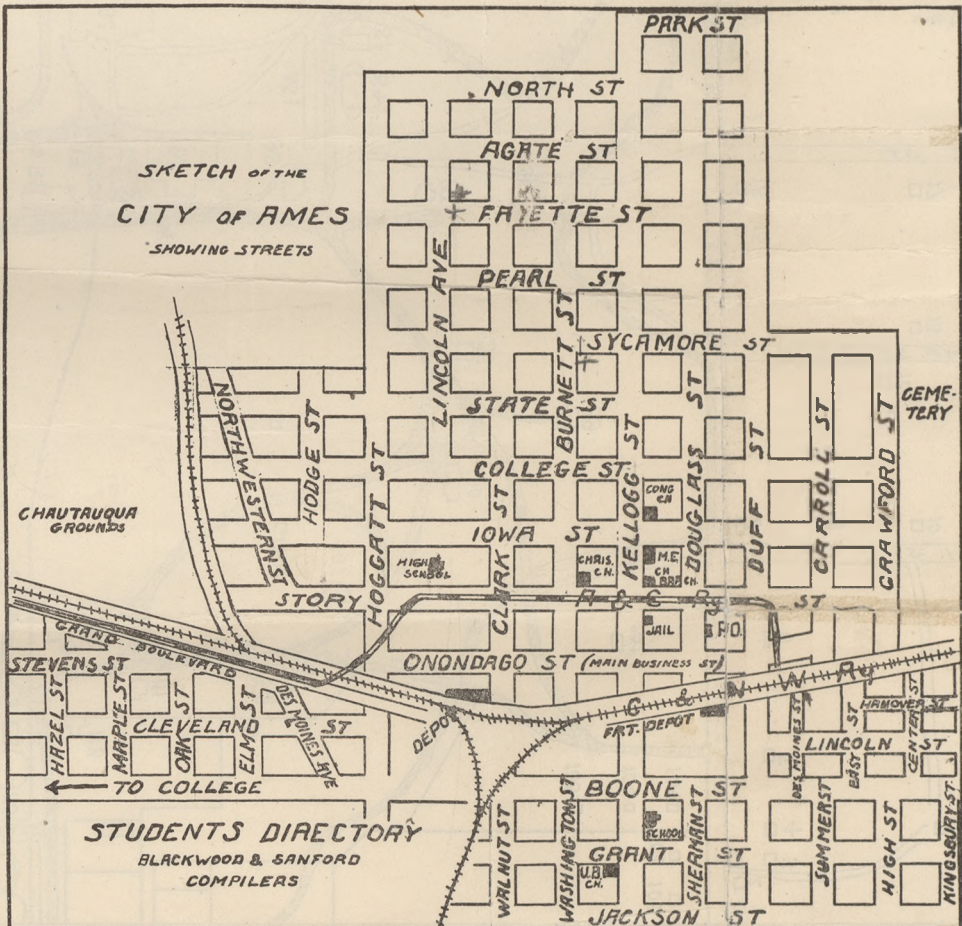 PARK ST
NORTH ST
AGATE ST
SKETCH OF THE
CITY OF AMES
SHOWING STREETS
FAYETTE ST
LINCOLN AVE
PEARL ST
BURNETT ST
SYCAMORE ST
STATE ST
NORTHWESTERN ST
HODGE ST
HOGGATT ST
CLARK ST
KELLOGG ST
DOUGLASS ST
DUFF ST
CARROLL ST
CRAWFORD ST
CEME-
TERY
COLLEGE ST.
CONG
CH
CHAUTAUQUA
GROUNDS
IOWA ST
HIGH
SCHOOL
CHRIS.
CH.
M.E.
CH
BAP. CH.
STORY ST
A & C Ry
JAIL
P.O.
GRAND
BOULEVARD
STEVENS ST
ONONDAGO ST (MAIN BUSINESS ST)
C & N W Ry
HAZEL ST
MAPLE ST
OAK ST
ELM ST
DES MOINES AVE
CLEVELAND ST
DEPOT
FRT. DEPOT
DES MOINES ST
EAST ST
CENTER ST
HANOVER ST
LINCOLN ST
TO COLLEGE
BOONE ST
STUDENTS DIRECTORY
BLACKWOOD & SANFORD
COMPILERS
WALNUT ST
WASHINGTON ST
SHERMAN ST
SUMMER ST
HIGH ST
KINGSBURY ST.
SCHOOL
GRANT ST
U.B.
CH.
JACKSON ST